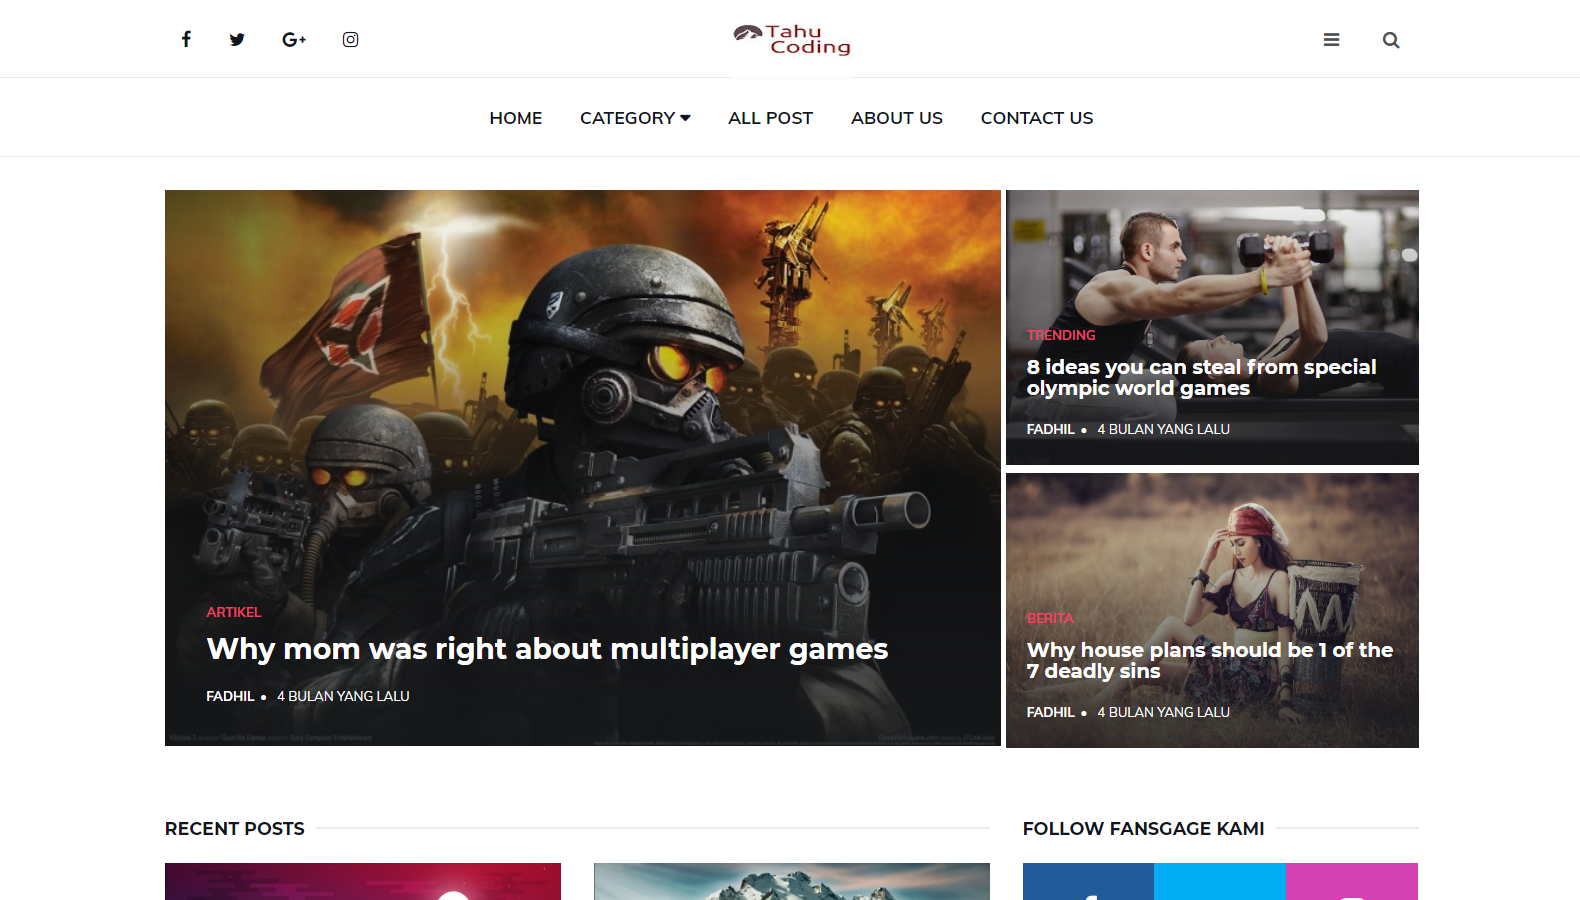 Tahu
Coding
HOME
CATEGORY
ALL POST
ABOUT US
CONTACT US
ARTIKEL
Why mom was right about multiplayer games
FADHIL • 4 BULAN YANG LALU
TRENDING
8 ideas you can steal from special
olympic world games
FADHIL • 4 BULAN YANG LALU
BERITA
Why house plans should be 1 of the
7 deadly sins
FADHIL • 4 BULAN YANG LALU
RECENT POSTS
FOLLOW FANSGAGE KAMI